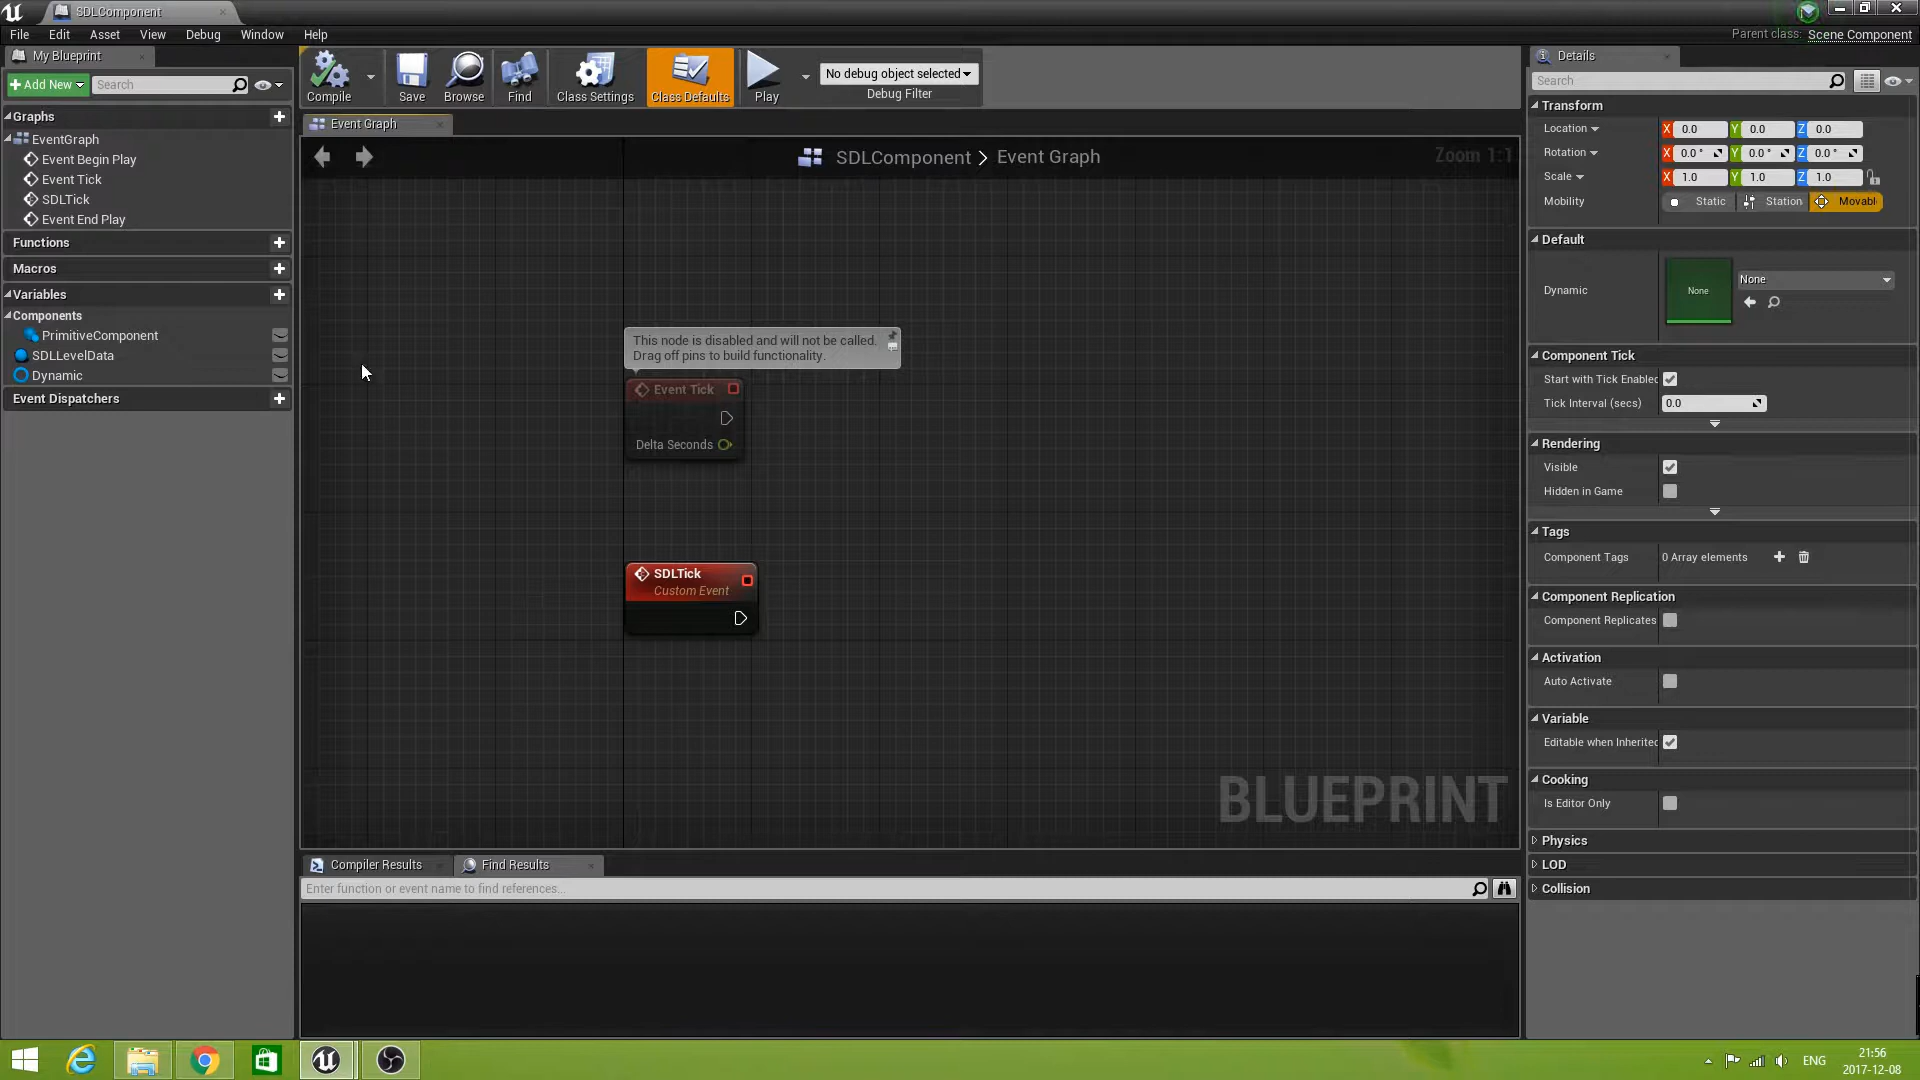 SDLComponent
File Edit Asset View Debug Window Help
Parent class: Scene Component
My Blueprint
Add New
Search
Graphs
EventGraph
Event Begin Play
Event Tick
SDLTick
Event End Play
Functions
Macros
Variables
Components
PrimitiveComponent
SDLLevelData
Dynamic
Event Dispatchers
Compile
Save
Browse
Find
Class Settings
Class Defaults
Play
No debug object selected
Debug Filter
Event Graph
SDLComponent > Event Graph
Zoom 1:1
This node is disabled and will not be called.
Drag off pins to build functionality.
Event Tick
Delta Seconds
SDLTick
Custom Event
BLUEPRINT
Compiler Results
Find Results
Enter function or event name to find references...
Details
Search
Transform
Location X 0.0 Y 0.0 Z 0.0
Rotation X 0.0 ° Y 0.0 ° Z 0.0 °
Scale X 1.0 Y 1.0 Z 1.0
Mobility Static Station Movabl
Default
Dynamic None None
Component Tick
Start with Tick Enabled
Tick Interval (secs) 0.0
Rendering
Visible
Hidden in Game
Tags
Component Tags 0 Array elements
Component Replication
Component Replicates
Activation
Auto Activate
Variable
Editable when Inherited
Cooking
Is Editor Only
Physics
LOD
Collision
ENG
21:56
2017-12-08